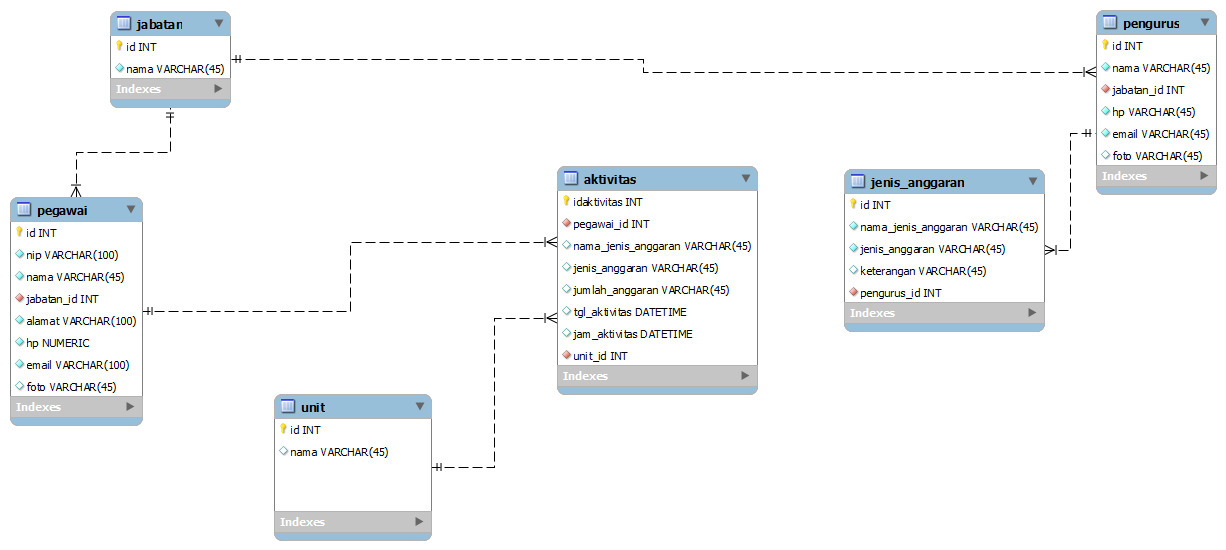 jabatan
id INT
nama VARCHAR(45)
Indexes
pengurus
id INT
nama VARCHAR(45)
jabatan_id INT
hp VARCHAR(45)
email VARCHAR(45)
foto VARCHAR(45)
Indexes
pegawai
id INT
nip VARCHAR(100)
nama VARCHAR(45)
jabatan_id INT
alamat VARCHAR(100)
hp NUMERIC
email VARCHAR(100)
foto VARCHAR(45)
Indexes
aktivitas
idaktivitas INT
pegawai_id INT
nama_jenis_anggaran VARCHAR(45)
jenis_anggaran VARCHAR(45)
jumlah_anggaran VARCHAR(45)
tgl_aktivitas DATETIME
jam_aktivitas DATETIME
unit_id INT
Indexes
jenis_anggaran
id INT
nama_jenis_anggaran VARCHAR(45)
jenis_anggaran VARCHAR(45)
keterangan VARCHAR(45)
pengurus_id INT
Indexes
unit
id INT
nama VARCHAR(45)
Indexes